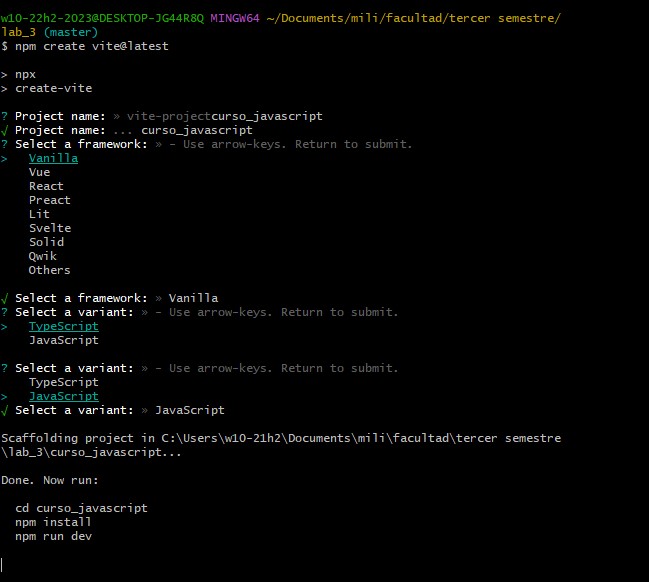 w10-22h2-2023@DESKTOP-JG44R8Q MINGW64 ~/Documents/mili/facultad/tercer semestre/
lab_3 (master)
$ npm create vite@latest
> npx
> create-vite
? Project name: » vite-projectcurso_javascript
√ Project name: ... curso_javascript
? Select a framework: » - Use arrow-keys. Return to submit.
> Vanilla
Vue
React
Preact
Lit
Svelte
Solid
Qwik
Others
√ Select a framework: » Vanilla
? Select a variant: » - Use arrow-keys. Return to submit.
> TypeScript
JavaScript
? Select a variant: » - Use arrow-keys. Return to submit.
TypeScript
> JavaScript
√ Select a variant: » JavaScript
Scaffolding project in C:\Users\w10-21h2\Documents\mili\facultad\tercer semestre
\lab_3\curso_javascript...
Done. Now run:
cd curso_javascript
npm install
npm run dev